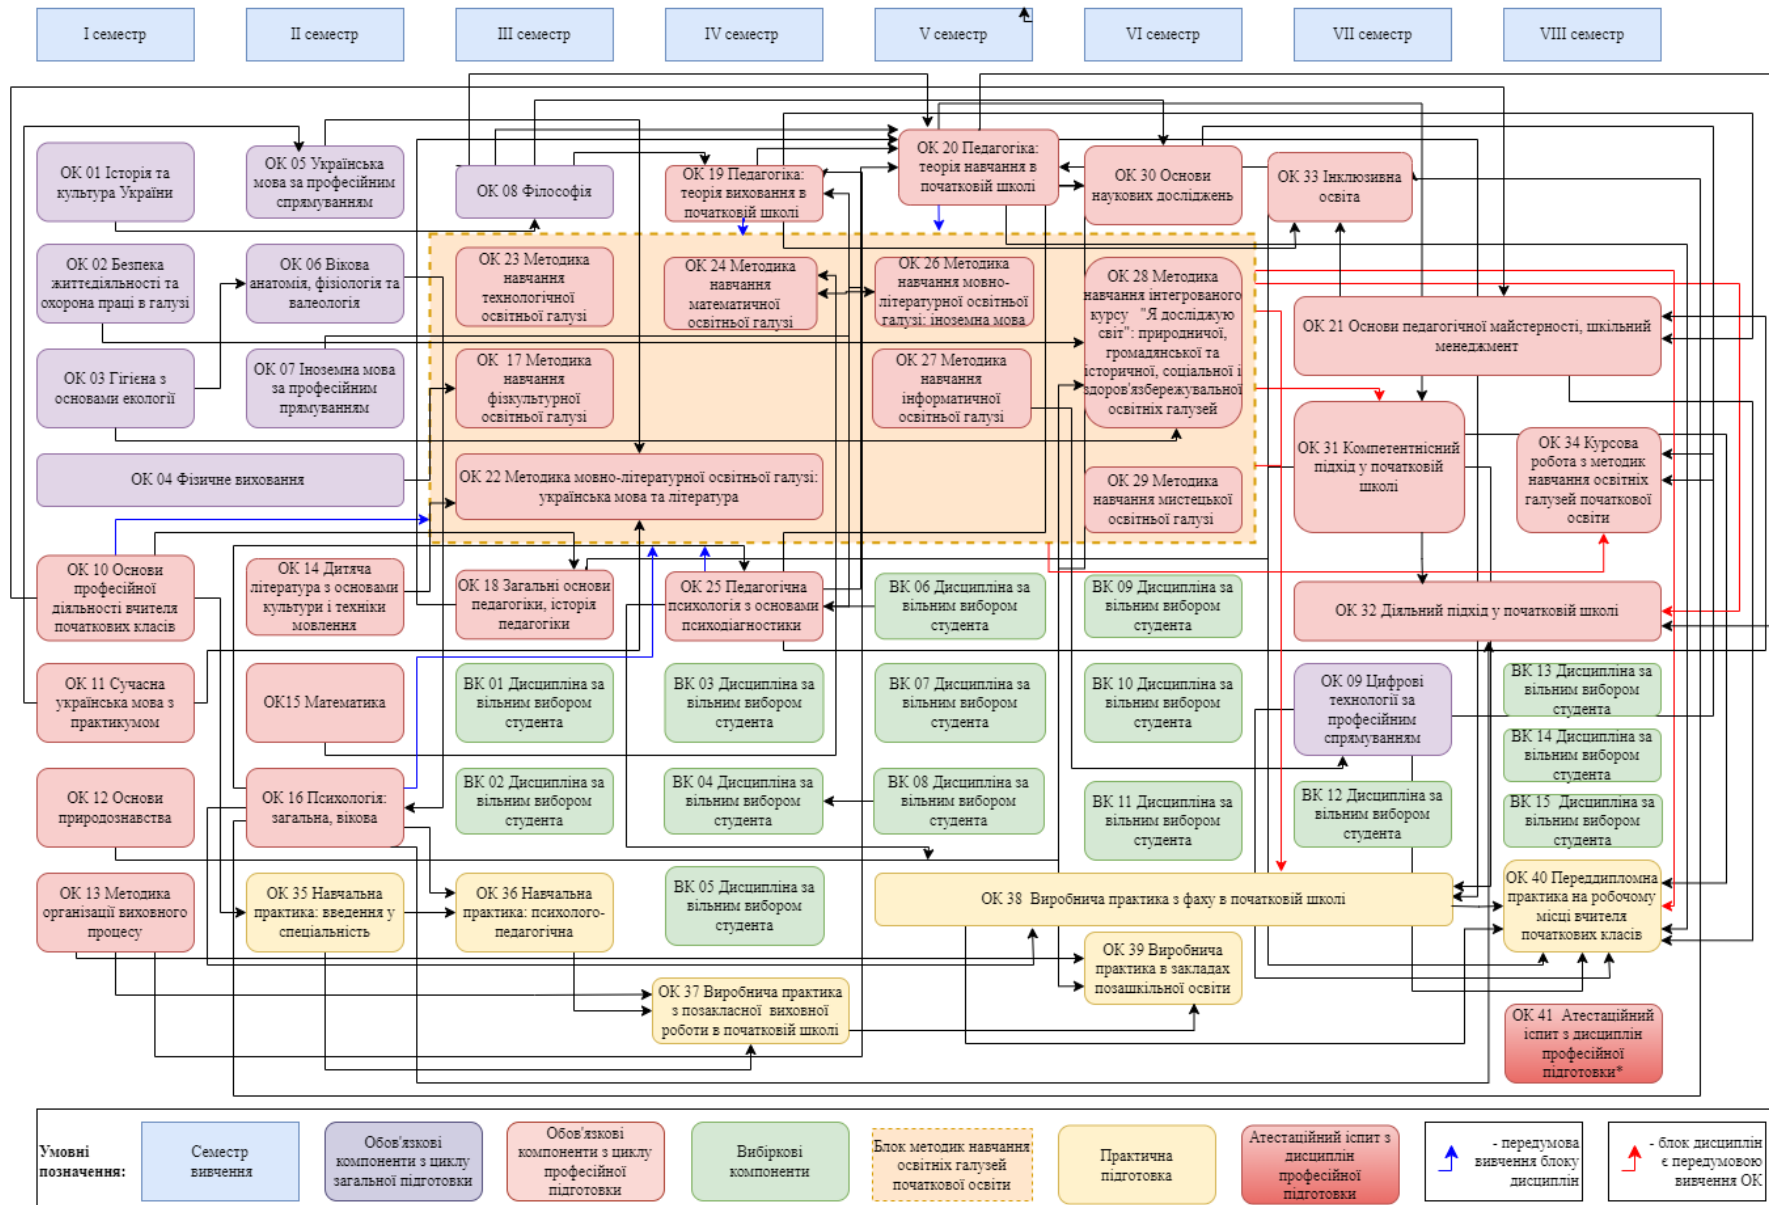 I семестр
II семестр
III семестр
IV семестр
V семестр
VI семестр
VII семестр
VIII семестр
ОК 01 Історія та
культура України
ОК 05 Українська
мова за професійним
спрямуванням
ОК 08 Філософія
ОК 19 Педагогіка:
теорія виховання в
початковій школі
ОК 20 Педагогіка:
теорія навчання в
початковій школі
ОК 30 Основи
наукових досліджень
ОК 33 Інклюзивна
освіта
ОК 02 Безпека
життєдіяльності та
охорона праці в галузі
ОК 06 Вікова
анатомія, фізіологія та
валеологія
ОК 23 Методика
навчання
технологічної
освітньої галузі
ОК 24 Методика
навчання
математичної
освітньої галузі
ОК 26 Методика
навчання мовно-
літературної освітньої
галузі: іноземна мова
ОК 28 Методика
навчання інтегрованого
курсу "Я досліджую
світ": природничої,
громадянської та
історичної, соціальної і
здоров'язбережувальної
освітніх галузей
ОК 21 Основи педагогічної майстерності, шкільний
менеджмент
ОК 03 Гігієна з
основами екології
ОК 07 Іноземна мова
за професійним
прямуванням
ОК 17 Методика
навчання
фізкультурної
освітньої галузі
ОК 27 Методика
навчання
інформатичної
освітньої галузі
ОК 31 Компетентнісний
підхід у початковій
школі
ОК 34 Курсова
робота з методик
навчання освітніх
галузей початкової
освіти
ОК 04 Фізичне виховання
ОК 22 Методика мовно-літературної освітньої галузі:
українська мова та література
ОК 29 Методика
навчання мистецької
освітньої галузі
ОК 10 Основи
професійної
діяльності вчителя
початкових класів
ОК 14 Дитяча
література з основами
культури і техніки
мовлення
ОК 18 Загальні основи
педагогіки, історія
педагогіки
ОК 25 Педагогічна
психологія з основами
психодіагностики
ВК 06 Дисципліна за
вільним вибором
студента
ВК 09 Дисципліна за
вільним вибором
студента
ОК 32 Діяльний підхід у початковій школі
ОК 11 Сучасна
українська мова з
практикумом
ОК15 Математика
ВК 01 Дисципліна за
вільним вибором
студента
ВК 03 Дисципліна за
вільним вибором
студента
ВК 07 Дисципліна за
вільним вибором
студента
ВК 10 Дисципліна за
вільним вибором
студента
ОК 09 Цифрові
технології за
професійним
спрямуванням
ВК 13 Дисципліна за
вільним вибором
студента
ВК 14 Дисципліна за
вільним вибором
студента
ОК 12 Основи
природознавства
ОК 16 Психологія:
загальна, вікова
ВК 02 Дисципліна за
вільним вибором
студента
ВК 04 Дисципліна за
вільним вибором
студента
ВК 08 Дисципліна за
вільним вибором
студента
ВК 11 Дисципліна за
вільним вибором
студента
ВК 12 Дисципліна за
вільним вибором
студента
ВК 15 Дисципліна за
вільним вибором
студента
ОК 13 Методика
організації виховного
процесу
ОК 35 Навчальна
практика: введення у
спеціальність
ОК 36 Навчальна
практика: психолого-
педагогічна
ВК 05 Дисципліна за
вільним вибором
студента
ОК 38 Виробнича практика з фаху в початковій школі
ОК 40 Переддипломна
практика на робочому
місці вчителя
початкових класів
ОК 39 Виробнича
практика в закладах
позашкільної освіти
ОК 37 Виробнича практика
з позакласної виховної
роботи в початковій школі
ОК 41 Атестаційний
іспит з дисциплін
професійної
підготовки*
Умовні
позначення:
Семестр
вивчення
Обов'язкові
компоненти з циклу
загальної підготовки
Обов'язкові
компоненти з циклу
професійної
підготовки
Вибіркові
компоненти
Блок методик навчання
освітніх галузей
початкової освіти
Практична
підготовка
Атестаційний іспит з
дисциплін
професійної
підготовки
- передумова
вивчення блоку
дисциплін
- блок дисциплін
є передумовою
вивчення ОК